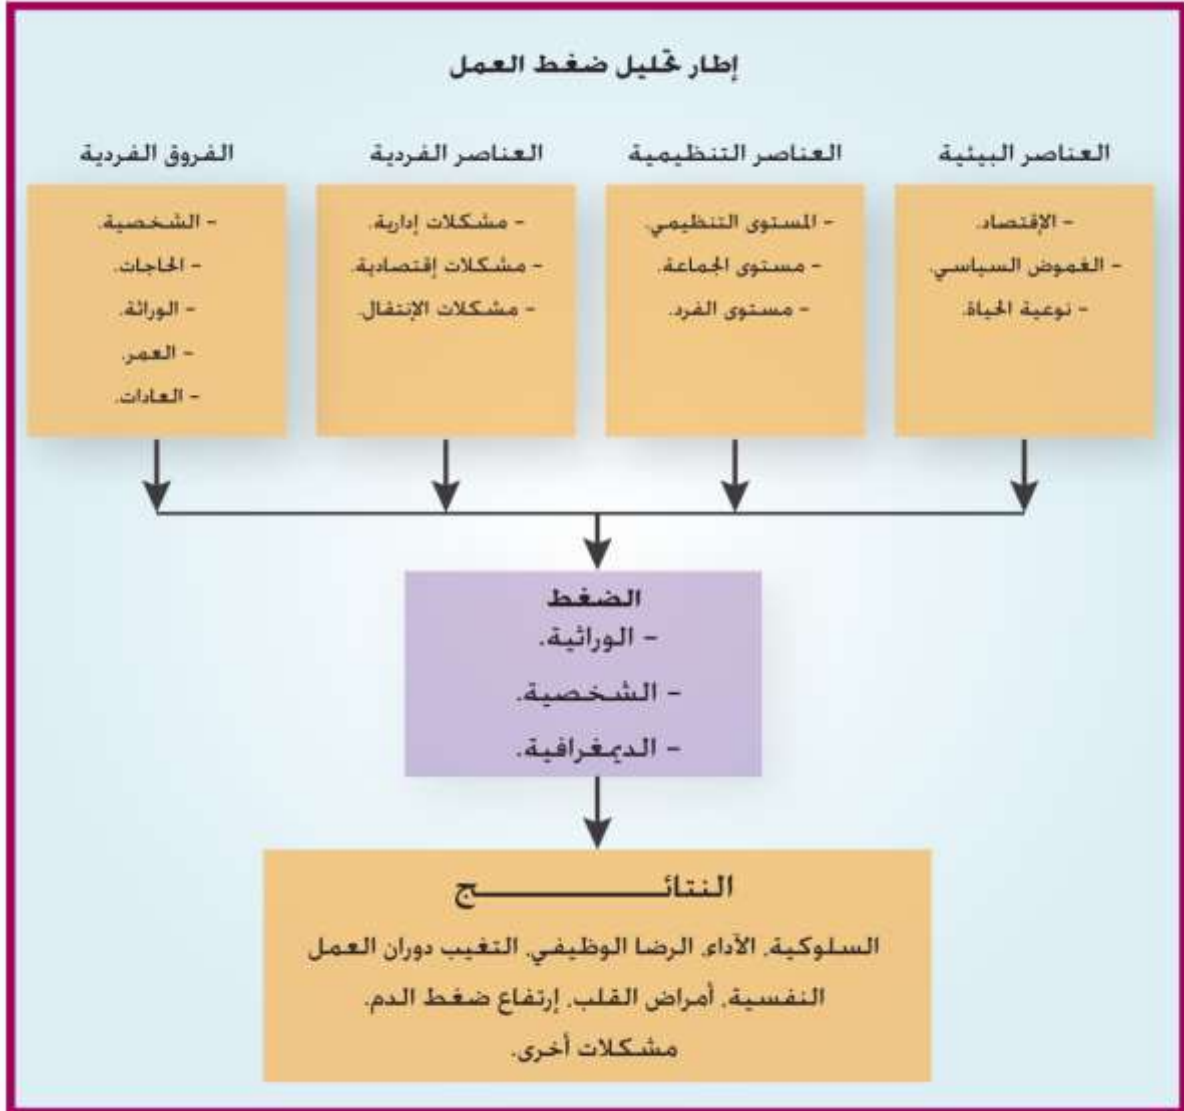 إطار تحليل ضغط العمل
العناصر البيئية
- الإقتصاد.
- الغموض السياسي.
- نوعية الحياة.
العناصر التنظيمية
- المستوى التنظيمي.
- مستوى الجماعة.
- مستوى الفرد.
العناصر الفردية
- مشكلات إدارية.
- مشكلات إقتصادية.
- مشكلات الإنتفال.
الفروق الفردية
- الشخصية.
- الحاجات.
- الوراثة.
- العمر.
- العادات.
الضغط
- الوراثية.
- الشخصية.
- الديمغرافية.
النتائـــــــــــــج
السلوكية، الآداء، الرضا الوظيفي، التغيب دوران العمل
النفسية، أمراض القلب، إرتفاع ضغط الدم.
مشكلات أخرى.